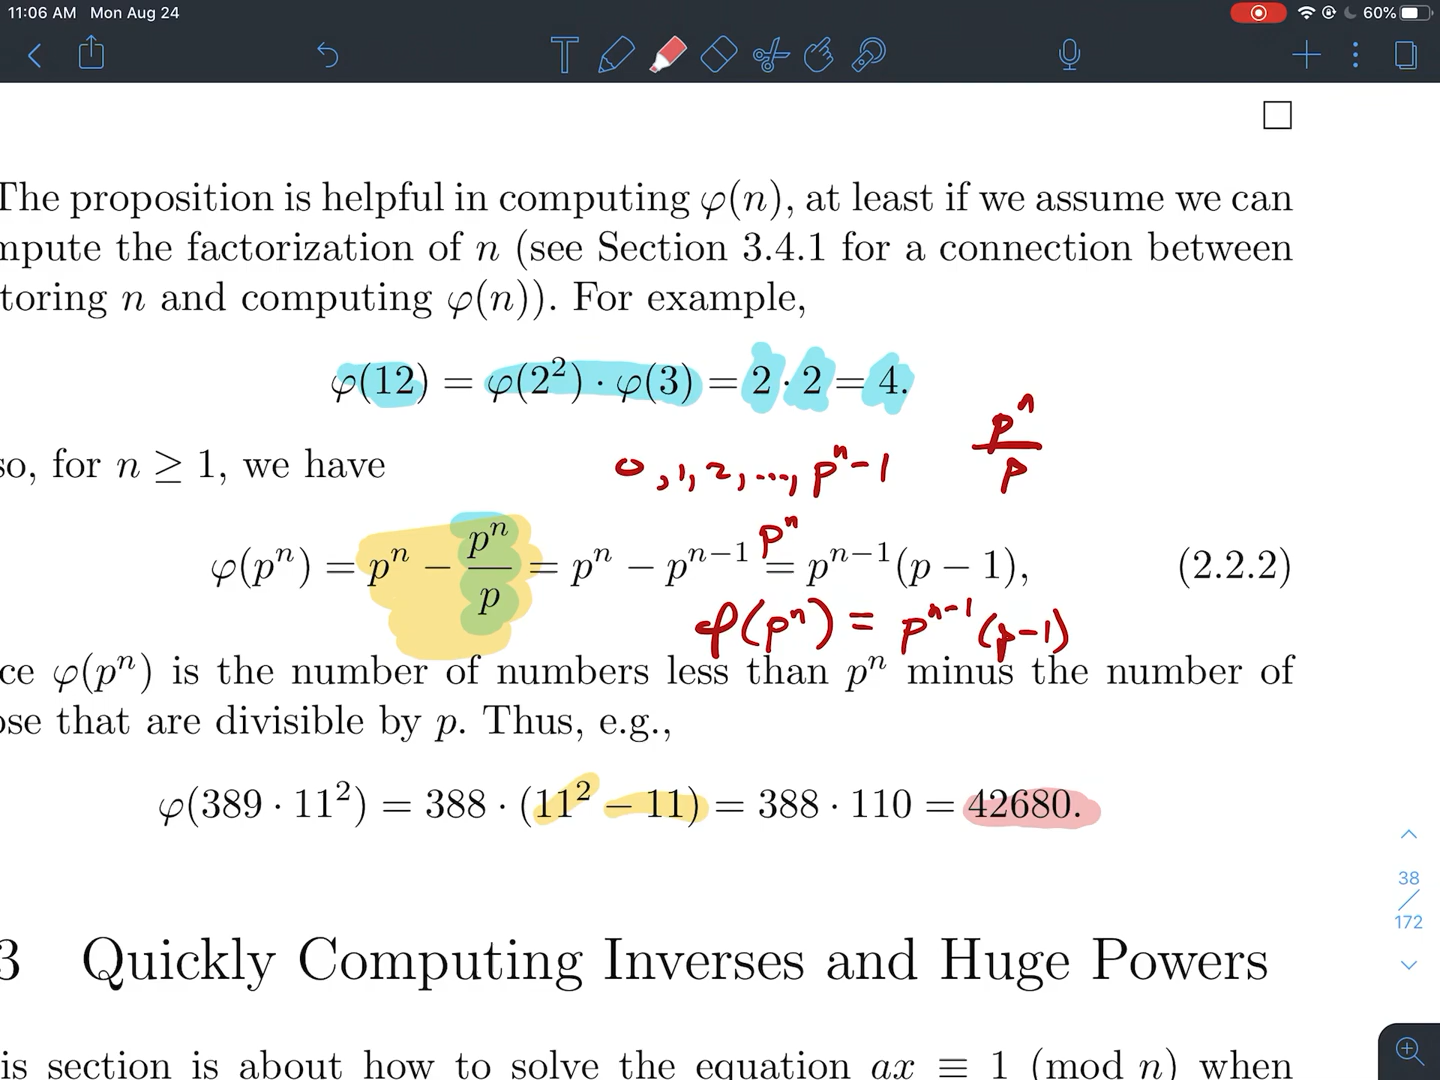 11:06 AM Mon Aug 24 60%
The proposition is helpful in computing φ(n), at least if we assume we can
mpute the factorization of n (see Section 3.4.1 for a connection between
toring n and computing φ(n)). For example,
φ(12) = φ(2²) · φ(3) = 2 · 2 = 4.
so, for n ≥ 1, we have
0, 1, 2, ..., pⁿ-1
pⁿ/p
pⁿ
φ(pⁿ) = pⁿ − pⁿ/p = pⁿ − pⁿ⁻¹ = pⁿ⁻¹(p − 1), (2.2.2)
φ(pⁿ) = pⁿ⁻¹(p-1)
ce φ(pⁿ) is the number of numbers less than pⁿ minus the number of
ose that are divisible by p. Thus, e.g.,
φ(389 · 11²) = 388 · (11² − 11) = 388 · 110 = 42680.
38
/
172
3 Quickly Computing Inverses and Huge Powers
is section is about how to solve the equation ax ≡ 1 (mod n) when